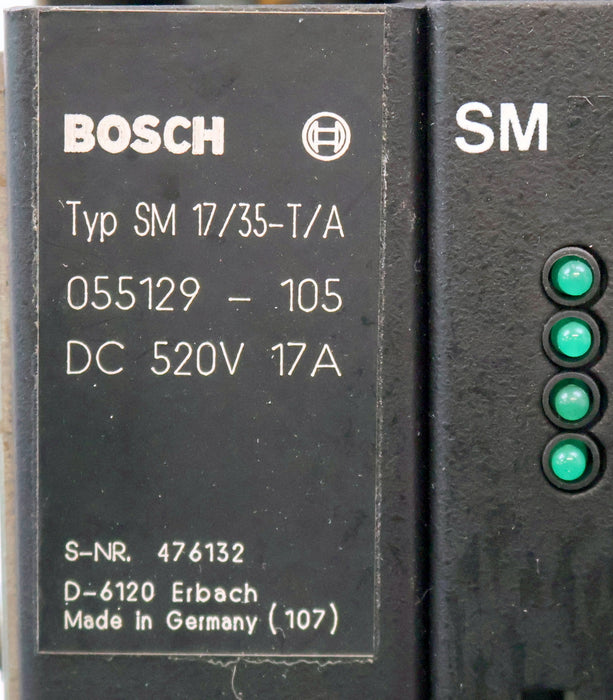 BOSCH
Typ SM 17/35-T/A
055129 - 105
DC 520V 17A
S-NR. 476132
D-6120 Erbach
Made in Germany (107)
SM